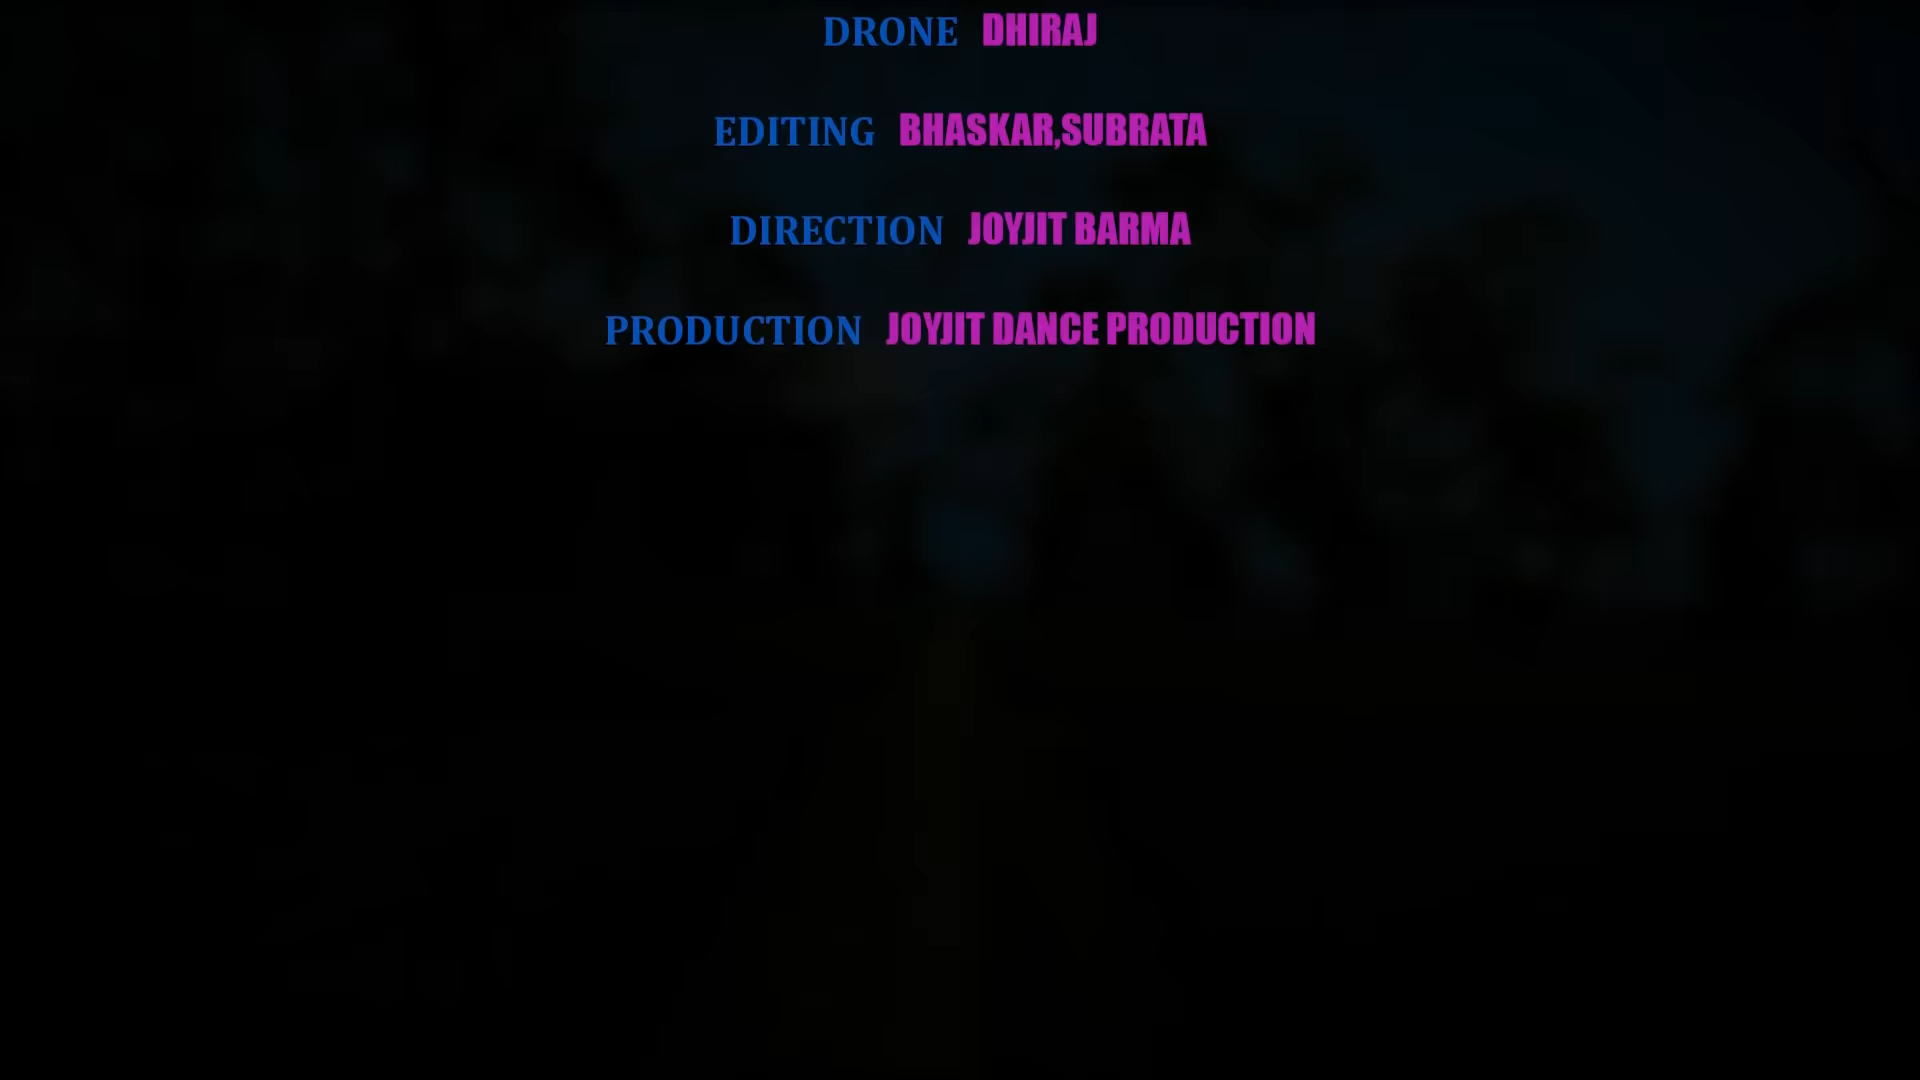 DRONE DHIRAJ
EDITING BHASKAR,SUBRATA
DIRECTION JOYJIT BARMA
PRODUCTION JOYJIT DANCE PRODUCTION